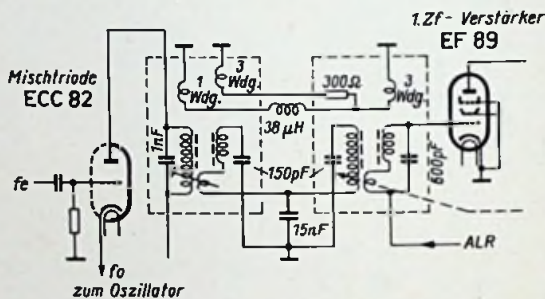 1.Zf-Verstärker
EF 89
Mischtriode
ECC 82
1
Wdg.
3
Wdg.
300Ω
3
Wdg.
38 µH
1nF
150pF
600pF
15nF
fe
fo
zum Oszillator
ALR